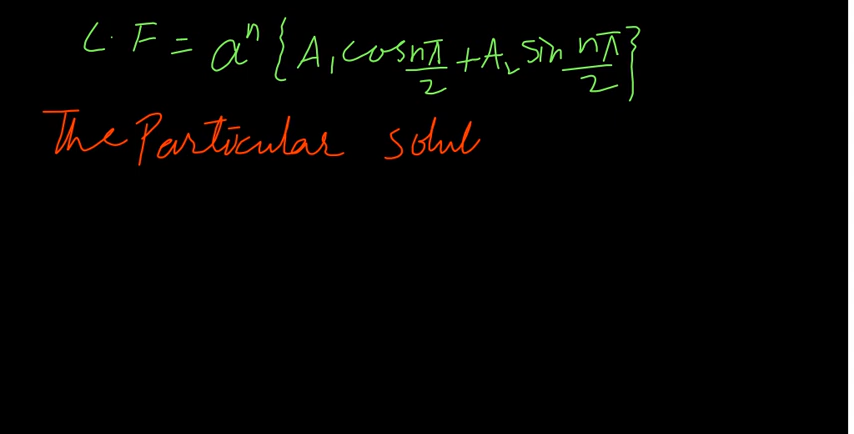 C.F = a^n { A₁ cos nπ/2 + A₂ sin nπ/2 }
The Particular solu